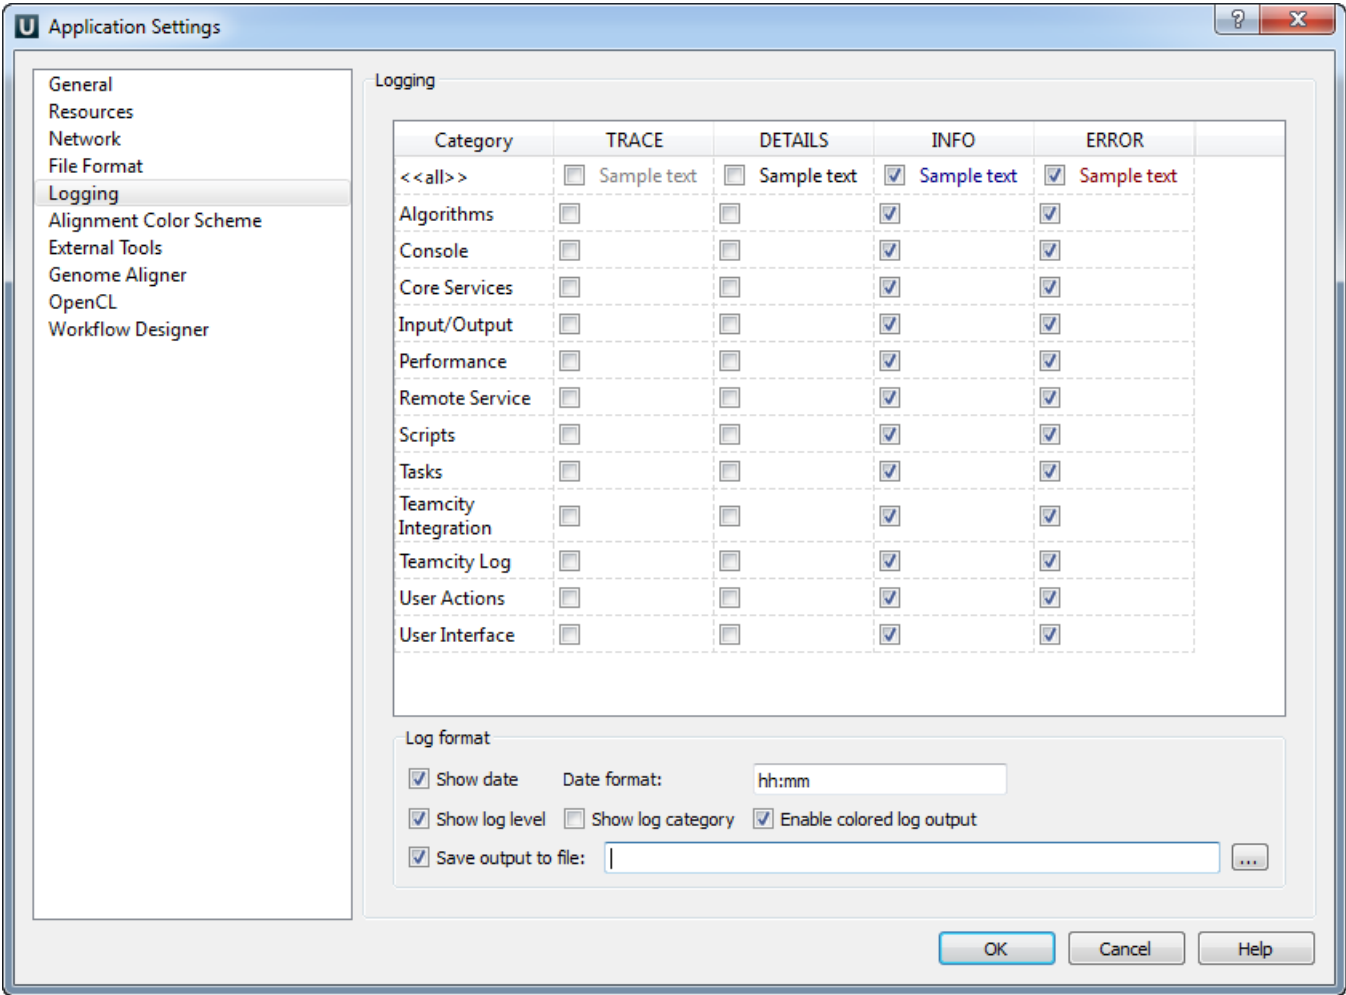 U Application Settings
General
Resources
Network
File Format
Logging
Alignment Color Scheme
External Tools
Genome Aligner
OpenCL
Workflow Designer
Logging
Category TRACE DETAILS INFO ERROR
<<all>> Sample text Sample text Sample text Sample text
Algorithms
Console
Core Services
Input/Output
Performance
Remote Service
Scripts
Tasks
Teamcity
Integration
Teamcity Log
User Actions
User Interface
Log format
Show date Date format: hh:mm
Show log level Show log category Enable colored log output
Save output to file: ...
OK Cancel Help